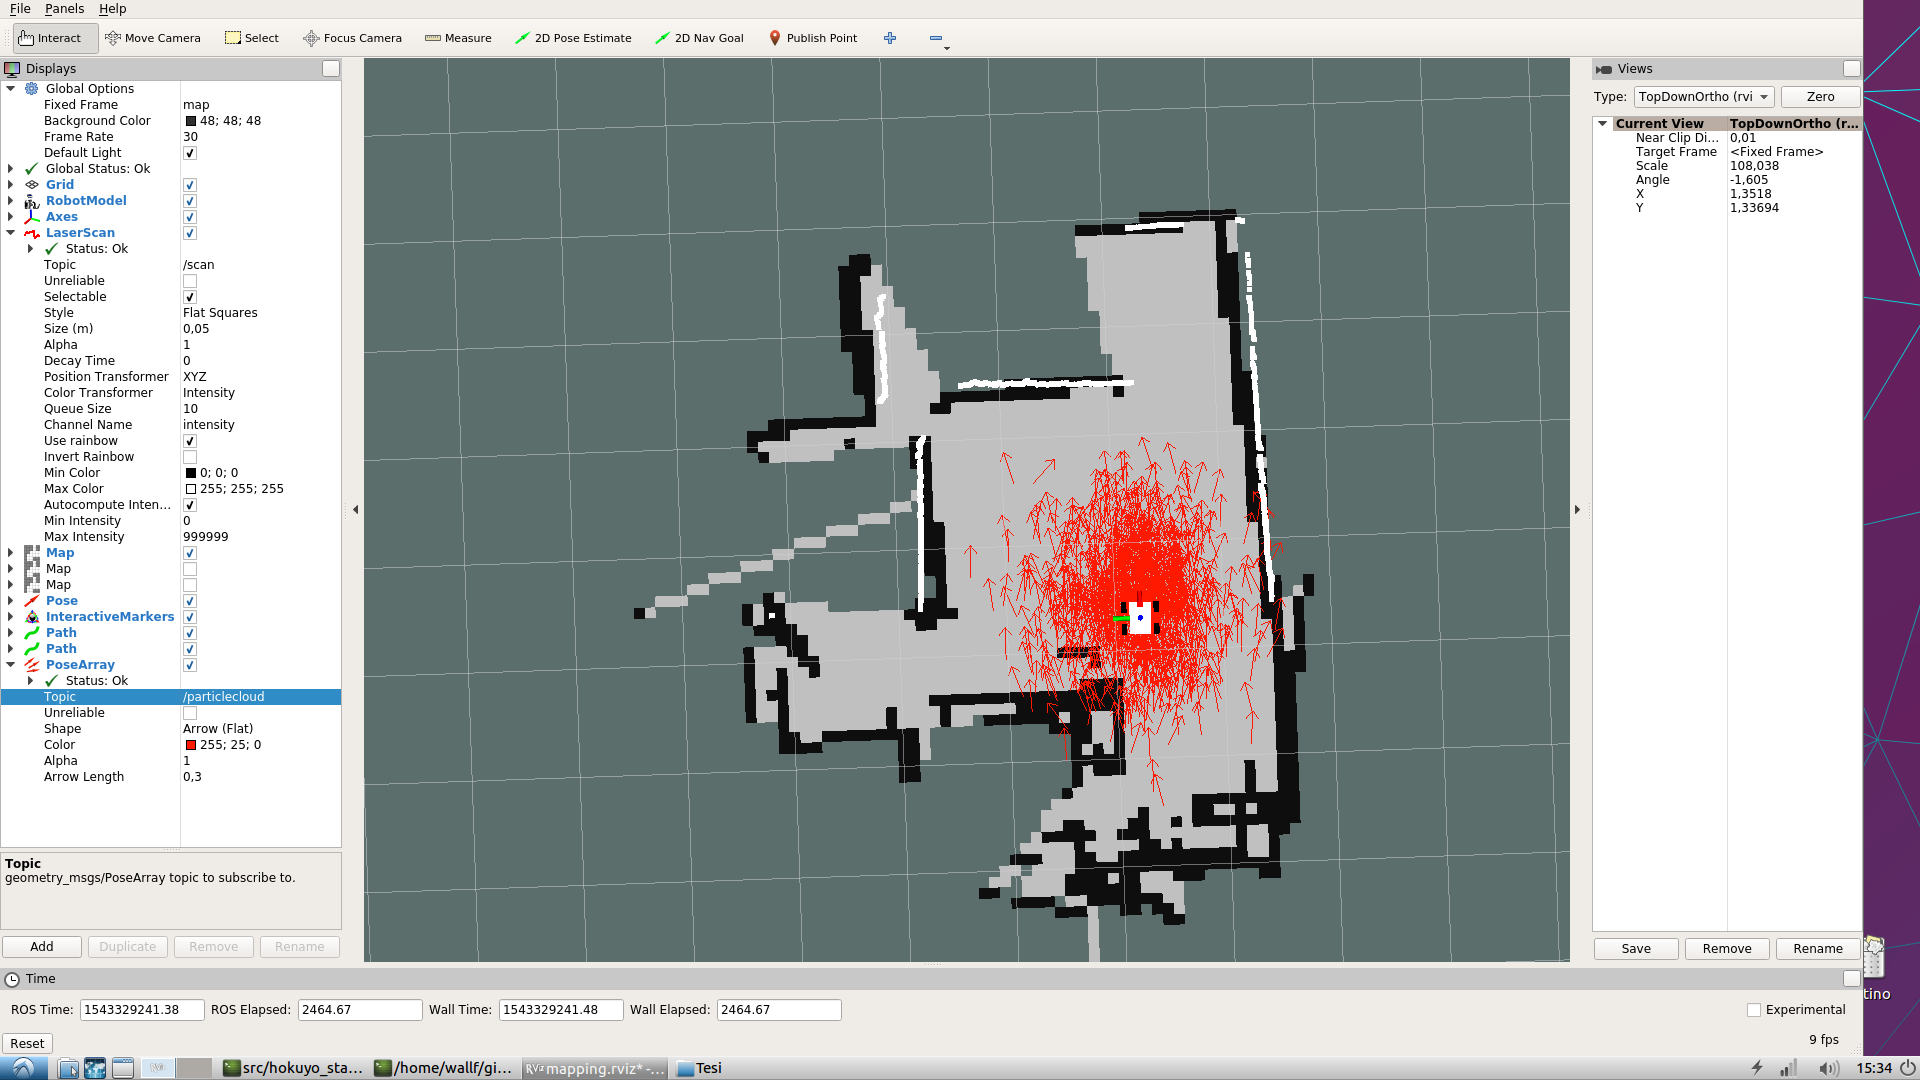 File Panels Help
Interact Move Camera Select Focus Camera Measure 2D Pose Estimate 2D Nav Goal Publish Point
Displays
Global Options
Fixed Frame map
Background Color 48; 48; 48
Frame Rate 30
Default Light
Global Status: Ok
Grid
RobotModel
Axes
LaserScan
Status: Ok
Topic /scan
Unreliable
Selectable
Style Flat Squares
Size (m) 0,05
Alpha 1
Decay Time 0
Position Transformer XYZ
Color Transformer Intensity
Queue Size 10
Channel Name intensity
Use rainbow
Invert Rainbow
Min Color 0; 0; 0
Max Color 255; 255; 255
Autocompute Inten...
Min Intensity 0
Max Intensity 999999
Map
Map
Map
Pose
InteractiveMarkers
Path
Path
PoseArray
Status: Ok
Topic /particlecloud
Unreliable
Shape Arrow (Flat)
Color 255; 25; 0
Alpha 1
Arrow Length 0,3
Topic
geometry_msgs/PoseArray topic to subscribe to.
Add Duplicate Remove Rename
Views
Type: TopDownOrtho (rvi Zero
Current View TopDownOrtho (r...
Near Clip Di... 0,01
Target Frame <Fixed Frame>
Scale 108,038
Angle -1,605
X 1,3518
Y 1,33694
Save Remove Rename
Time
ROS Time: 1543329241.38 ROS Elapsed: 2464.67 Wall Time: 1543329241.48 Wall Elapsed: 2464.67 Experimental
Reset 9 fps
tino
src/hokuyo_sta... /home/wallf/gi... mapping.rviz* -... Tesi 15:34